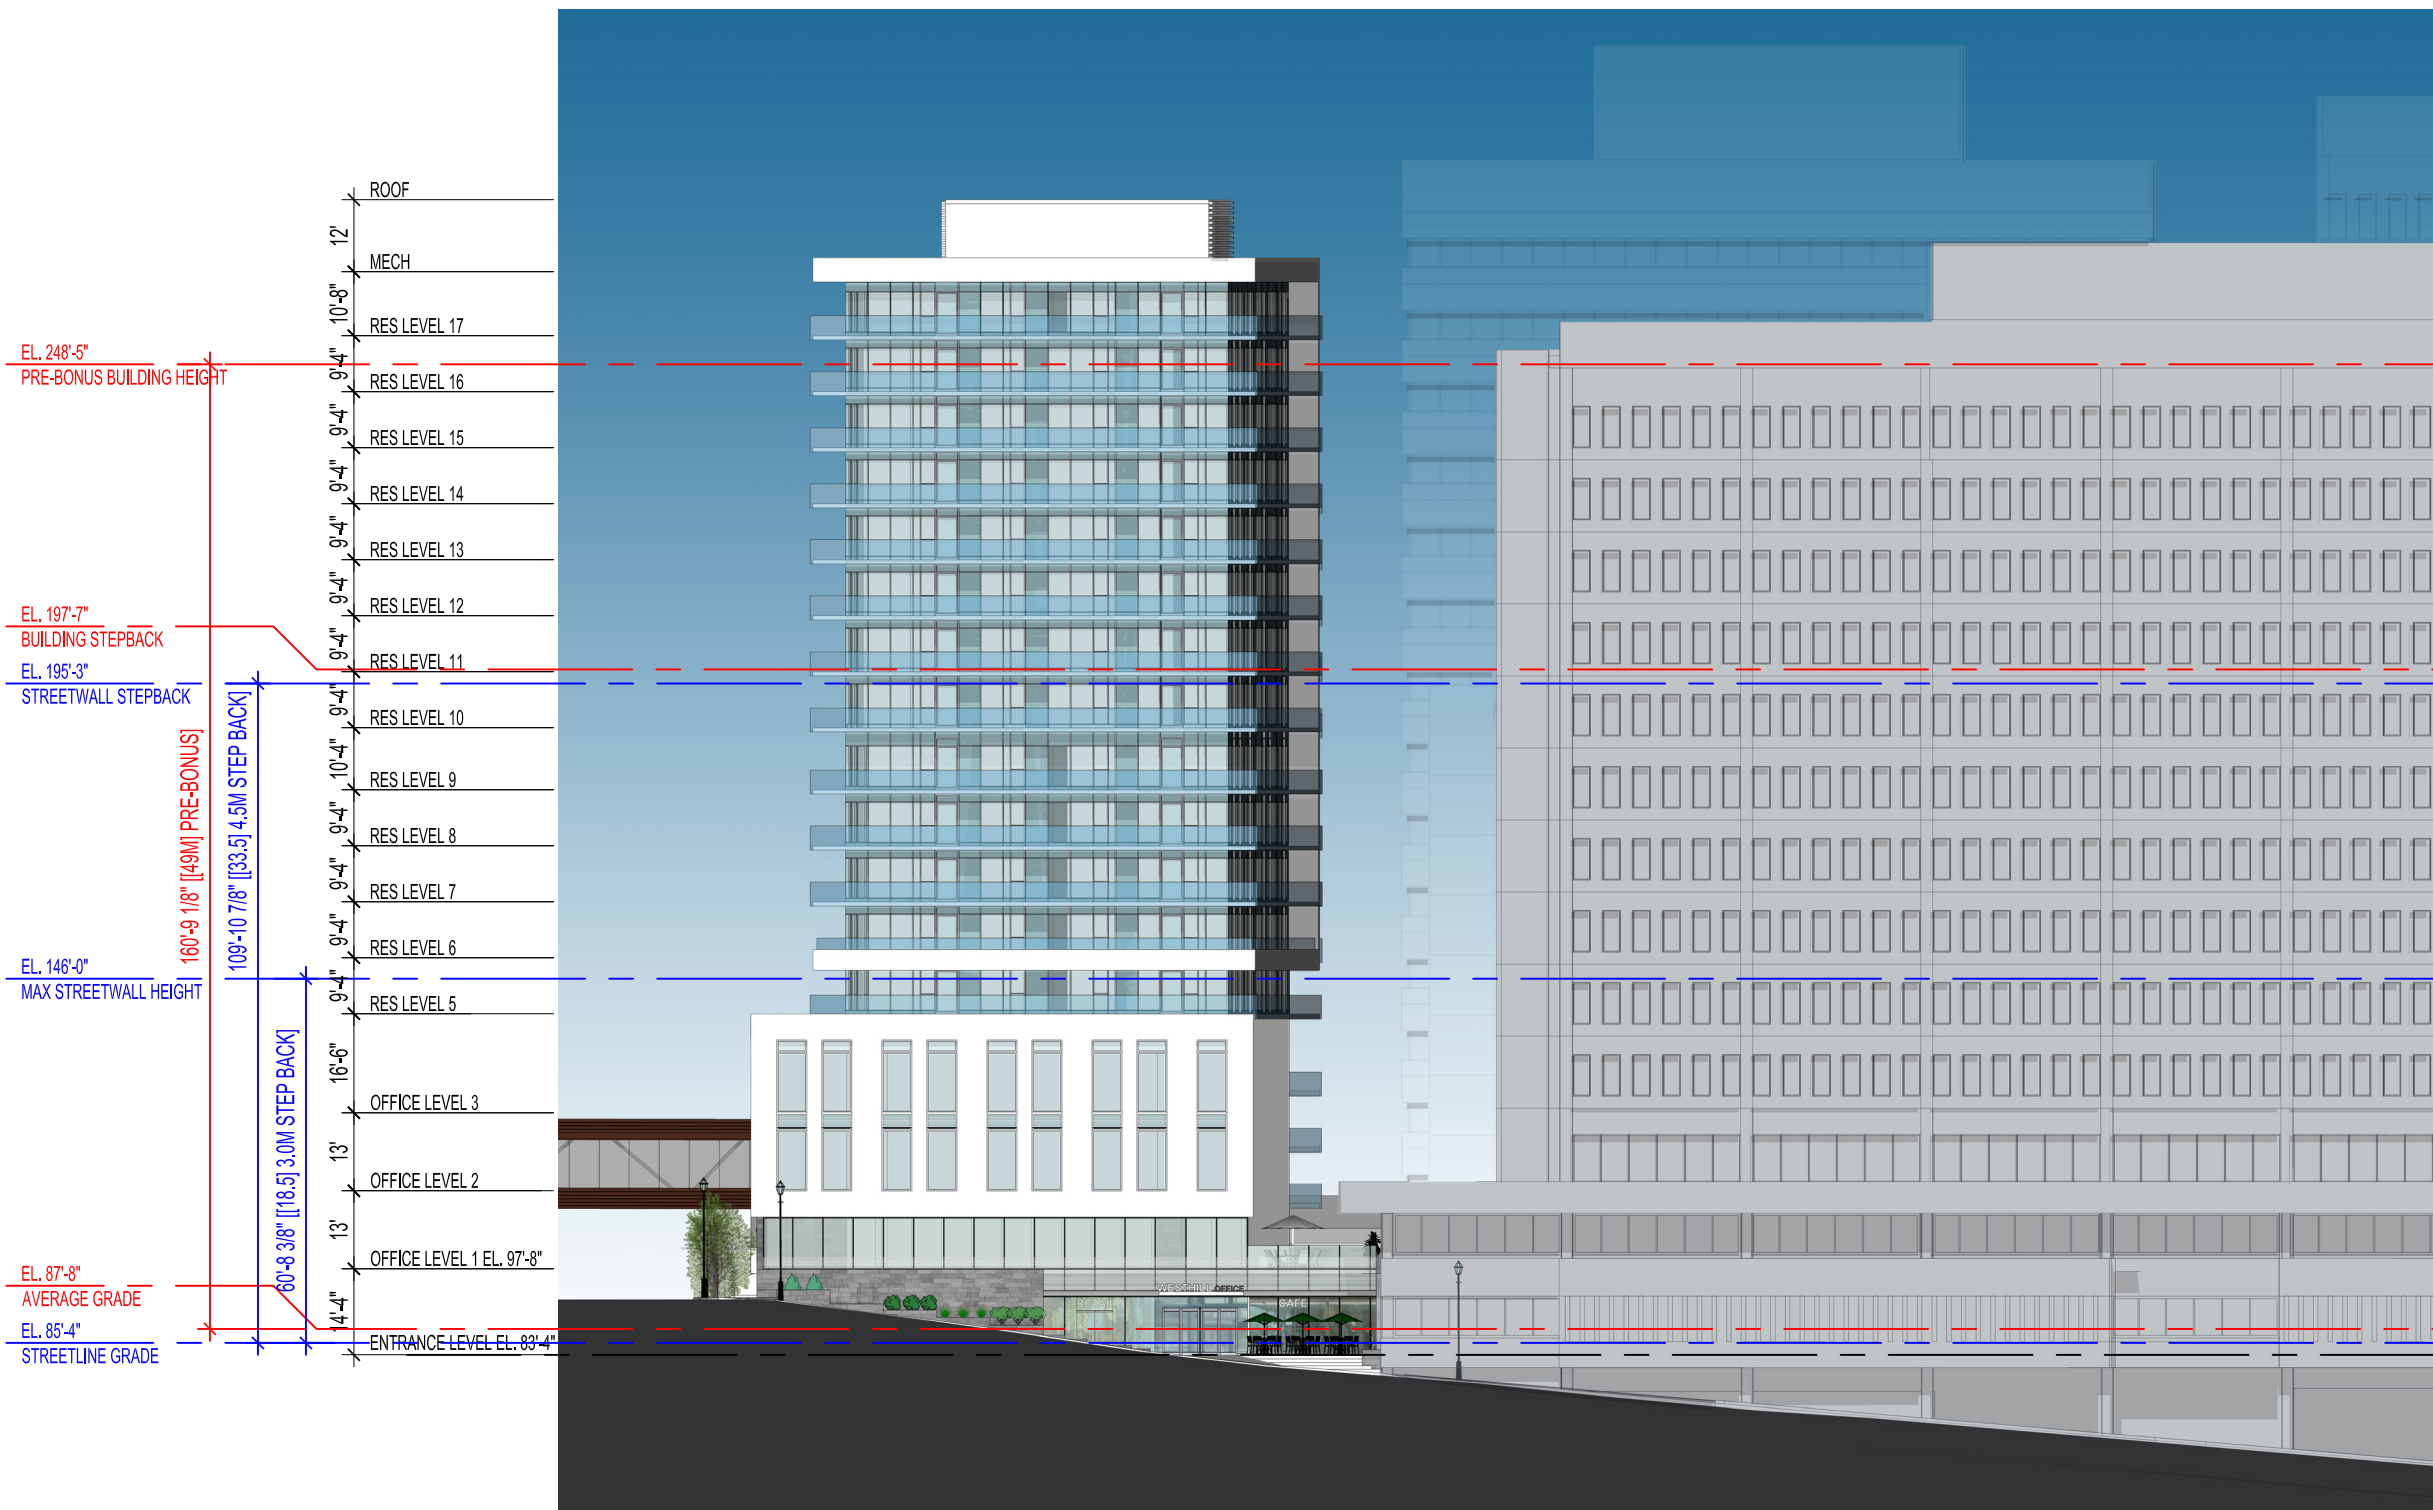 ROOF
12'
MECH
10'-8"
RES LEVEL 17
EL. 248'-5"
PRE-BONUS BUILDING HEIGHT
9'-4"
RES LEVEL 16
9'-4"
RES LEVEL 15
9'-4"
RES LEVEL 14
9'-4"
RES LEVEL 13
9'-4"
RES LEVEL 12
EL. 197'-7"
BUILDING STEPBACK
9'-4"
RES LEVEL 11
EL. 195'-3"
STREETWALL STEPBACK
9'-4"
RES LEVEL 10
10'-4"
RES LEVEL 9
9'-4"
RES LEVEL 8
9'-4"
RES LEVEL 7
9'-4"
RES LEVEL 6
EL. 146'-0"
MAX STREETWALL HEIGHT
9'-4"
RES LEVEL 5
160'-9 1/8" [[49M] PRE-BONUS]
109'-10 7/8" [[33.5] 4.5M STEP BACK]
60'-8 3/8" [[18.5] 3.0M STEP BACK]
16'-6"
OFFICE LEVEL 3
13'
OFFICE LEVEL 2
13'
OFFICE LEVEL 1 EL. 97'-8"
EL. 87'-8"
AVERAGE GRADE
14'-4"
EL. 85'-4"
STREETLINE GRADE
ENTRANCE LEVEL EL. 83'-4"
WESTHILL OFFICE
RETAIL
CAFE